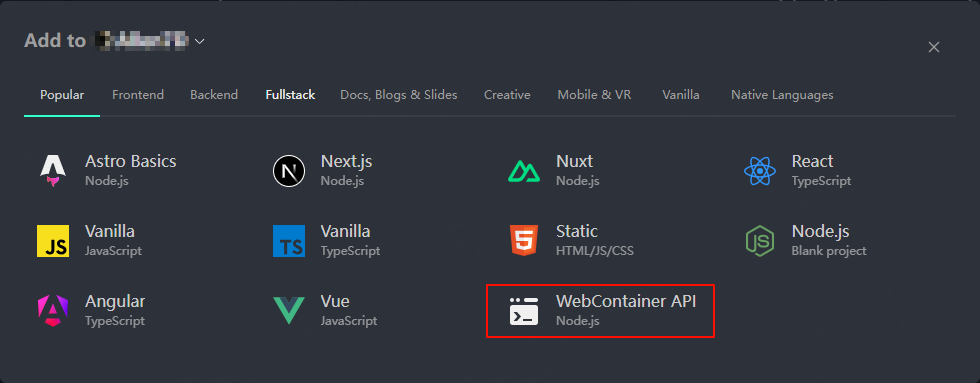 Add to
Popular Frontend Backend Fullstack Docs, Blogs & Slides Creative Mobile & VR Vanilla Native Languages
Astro Basics
Node.js
Next.js
Node.js
Nuxt
Node.js
React
TypeScript
JS
Vanilla
JavaScript
TS
Vanilla
TypeScript
Static
HTML/JS/CSS
Node.js
Blank project
Angular
TypeScript
Vue
JavaScript
WebContainer API
Node.js